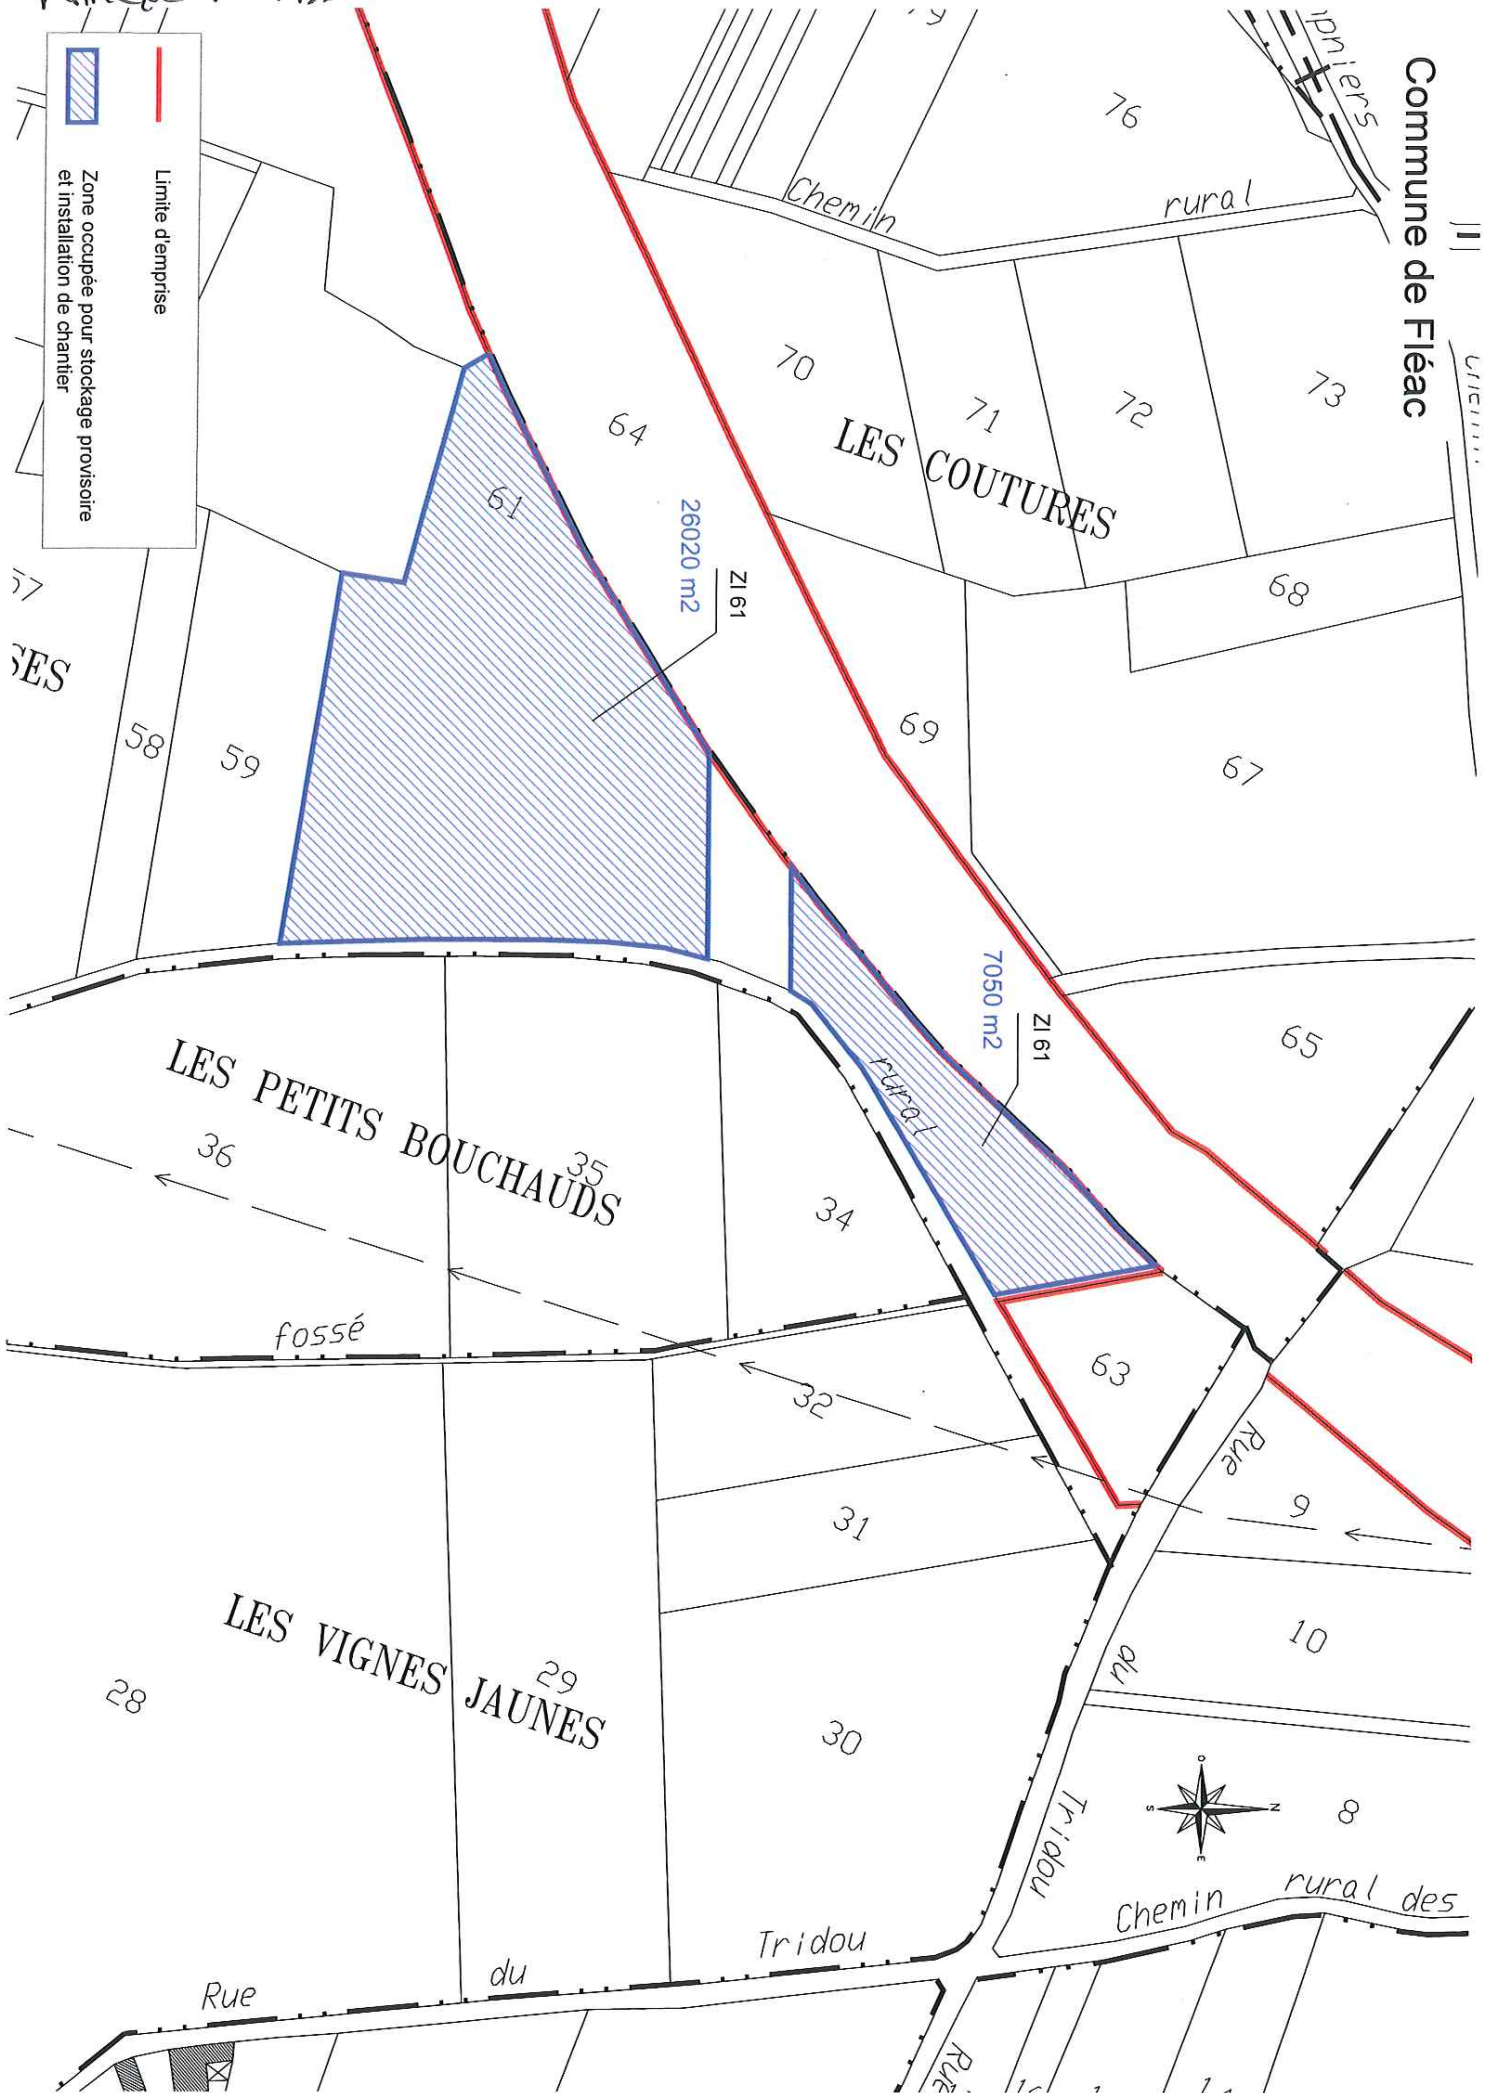 Commune de Fléac
Limite d'emprise
Zone occupée pour stockage provisoire
et installation de chantier
76
Chemin rural
73
72
71
70
LES COUTURES
64
61
ZI 61
26020 m2
68
69
67
58
59
57
ZI 61
7050 m2
65
rural
LES PETITS BOUCHAUDS
36
35
34
fossé
63
32
31
9
Rue du Tridou
10
LES VIGNES JAUNES
28
29
30
8
O
N
S
E
Chemin rural des
Rue du Tridou
Rue